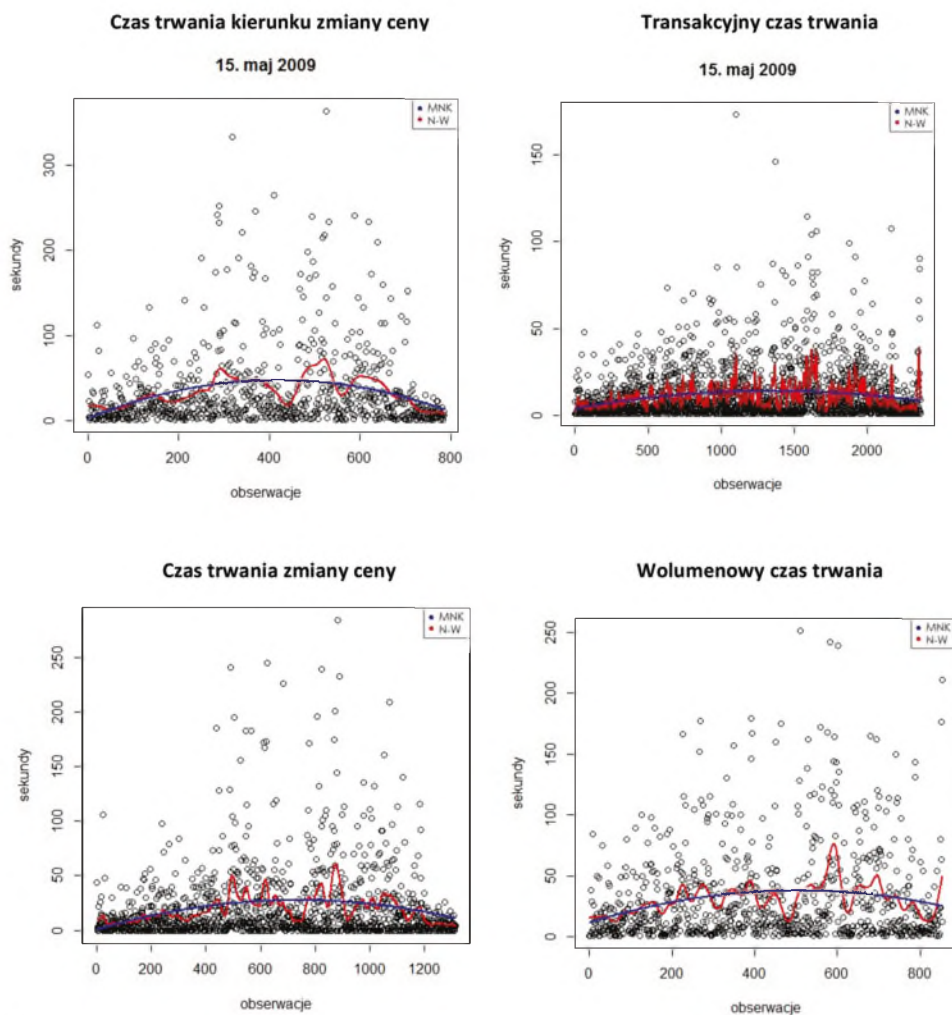 Czas trwania kierunku zmiany ceny
15. maj 2009
MNK
N-W
sekundy
0
100
200
300
0
200
400
600
800
obserwacje
Transakcyjny czas trwania
15. maj 2009
MNK
N-W
sekundy
0
50
100
150
0
500
1000
1500
2000
obserwacje
Czas trwania zmiany ceny
MNK
N-W
sekundy
0
50
100
150
200
250
0
200
400
600
800
1000
1200
obserwacje
Wolumenowy czas trwania
MNK
N-W
sekundy
0
50
100
150
200
250
0
200
400
600
800
obserwacje